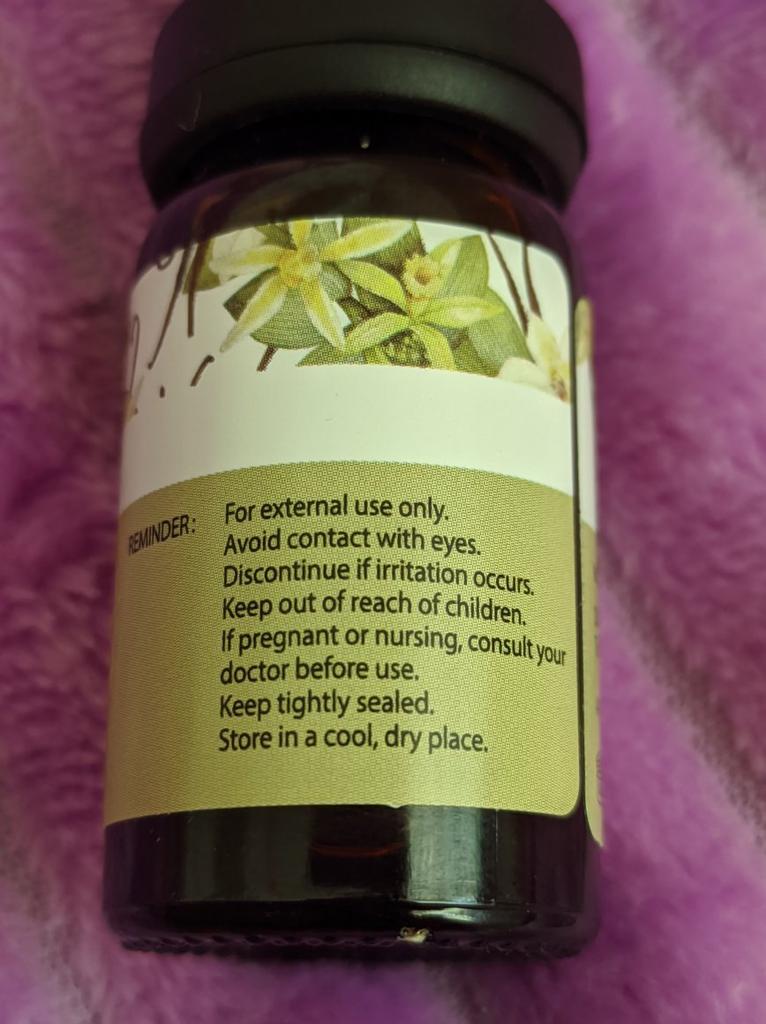 REMINDER: For external use only.
Avoid contact with eyes.
Discontinue if irritation occurs.
Keep out of reach of children.
If pregnant or nursing, consult your
doctor before use.
Keep tightly sealed.
Store in a cool, dry place.